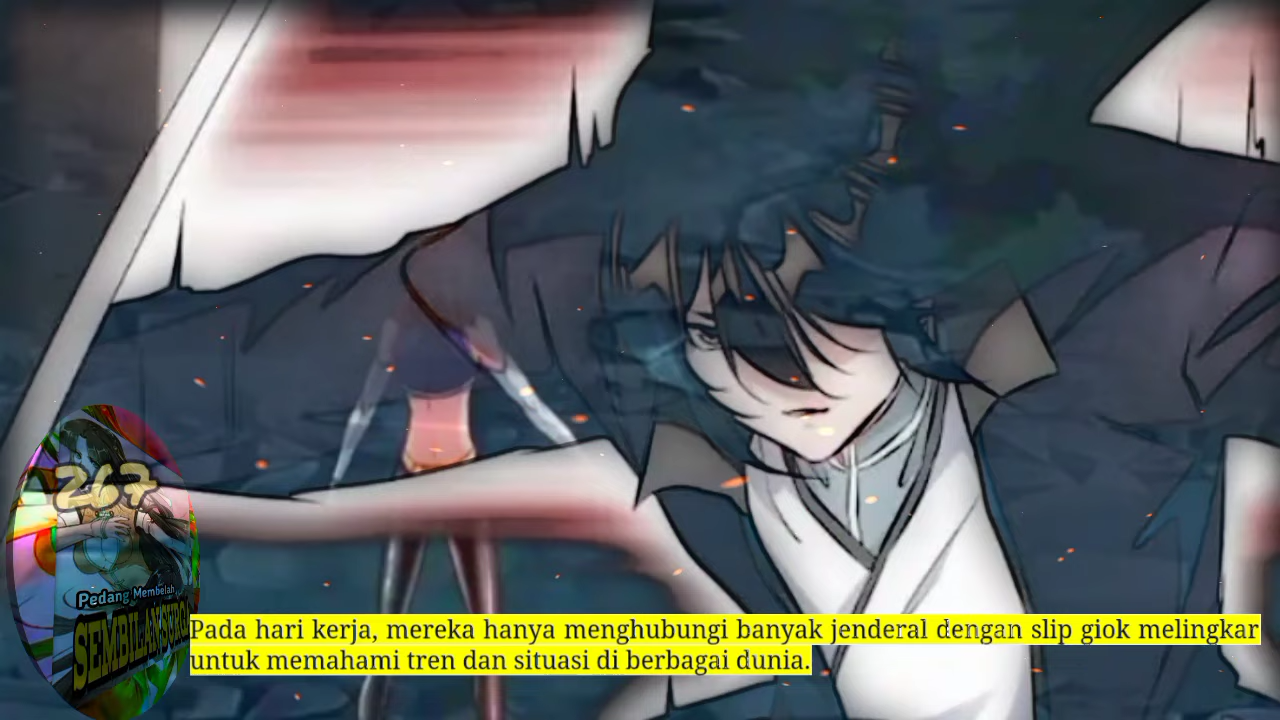 267
Pedang Membelah
SEMBILAN SURGA
Pada hari kerja, mereka hanya menghubungi banyak jenderal dengan slip giok melingkar
untuk memahami tren dan situasi di berbagai dunia.